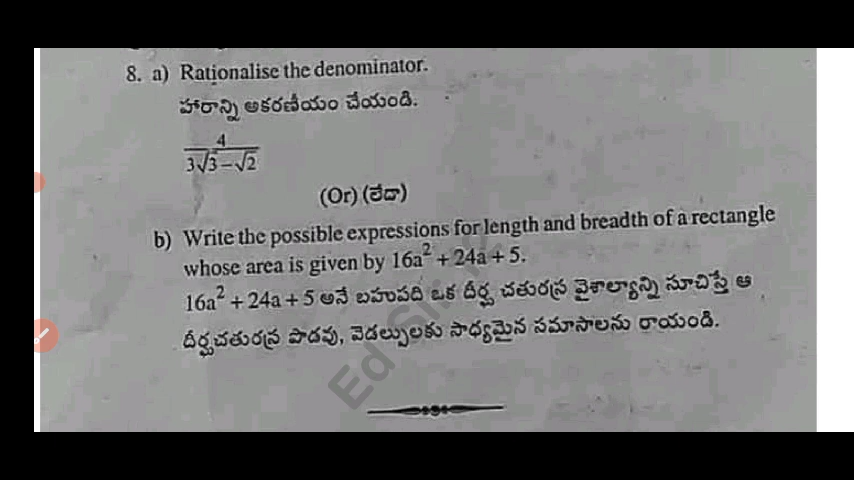 8. a) Rationalise the denominator.
హారాన్ని అకరణీయం చేయండి.
4
3√3 – √2
(Or) (లేదా)
b) Write the possible expressions for length and breadth of a rectangle
whose area is given by 16a² + 24a + 5.
16a² + 24a + 5 అనే బహుపది ఒక దీర్ఘ చతురస్ర వైశాల్యాన్ని సూచిస్తే ఆ
దీర్ఘచతురస్ర పొడవు, వెడల్పులకు సాధ్యమైన సమాసాలను రాయండి.